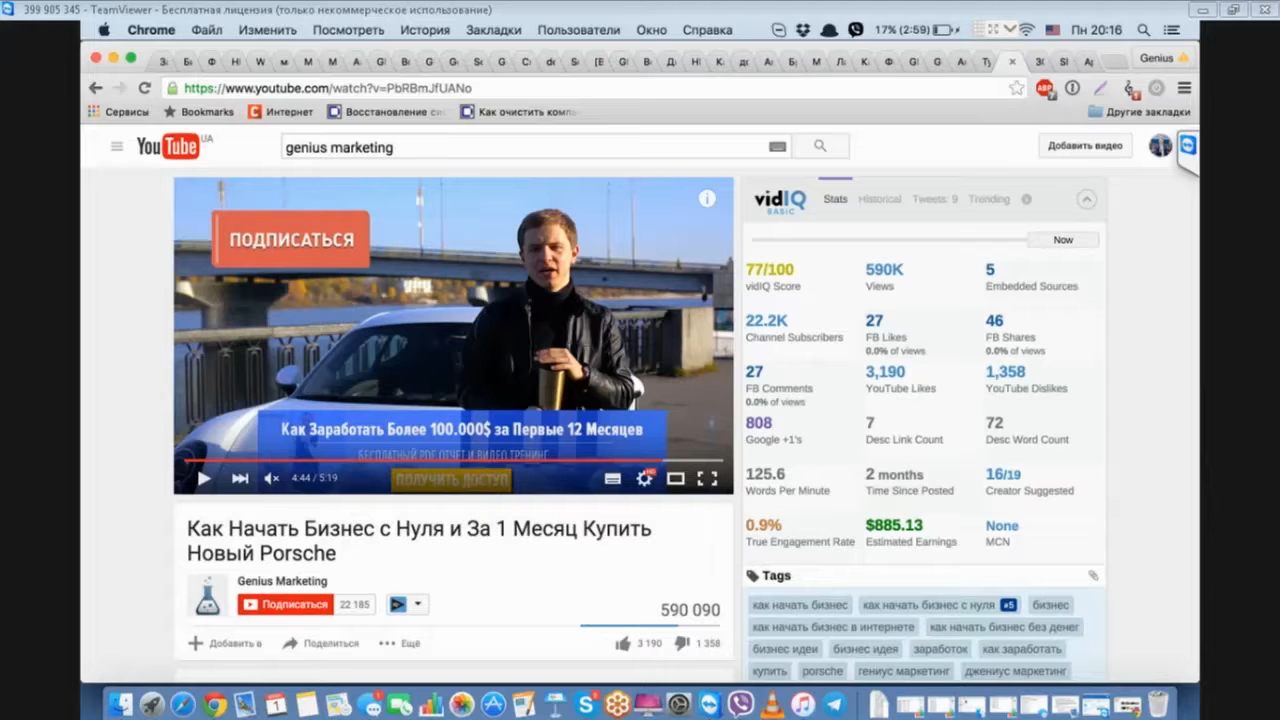 399 905 345 - TeamViewer - Бесплатная лицензия (только некоммерческое использование)
Chrome Файл Изменить Посмотреть История Закладки Пользователи Окно Справка 17% (2:59) Пн 20:16
Genius
https://www.youtube.com/watch?v=PbRBmJfUANo
Сервисы Bookmarks Интернет Восстановление Как очистить Другие закладки
YouTube UA genius marketing Добавить видео
ПОДПИСАТЬСЯ
Как Заработать Более 100.000$ за Первые 12 Месяцев
БЕСПЛАТНЫЙ PDF ОТЧЕТ И ВИДЕО ТРЕНИНГ
ПОЛУЧИТЬ ДОСТУП
4:44 / 5:19
Как Начать Бизнес с Нуля и За 1 Месяц Купить
Новый Porsche
Genius Marketing
Подписаться 22 185
590 090
Добавить в Поделиться Ещё 3 190 1 358
vidIQ BASIC Stats Historical Tweets: 9 Trending
Now
77/100 590K 5
vidIQ Score Views Embedded Sources
22.2K 27 46
Channel Subscribers FB Likes FB Shares
0.0% of views 0.0% of views
27 3,190 1,358
FB Comments YouTube Likes YouTube Dislikes
0.0% of views
808 7 72
Google +1's Desc Link Count Desc Word Count
125.6 2 months 16/19
Words Per Minute Time Since Posted Creator Suggested
0.9% $885.13 None
True Engagement Rate Estimated Earnings MCN
Tags
как начать бизнес как начать бизнес с нуля #5 бизнес
как начать бизнес в интернете как начать бизнес без денег
бизнес идеи бизнес идея заработок как заработать
купить porsche гениус маркетинг джениус маркетинг